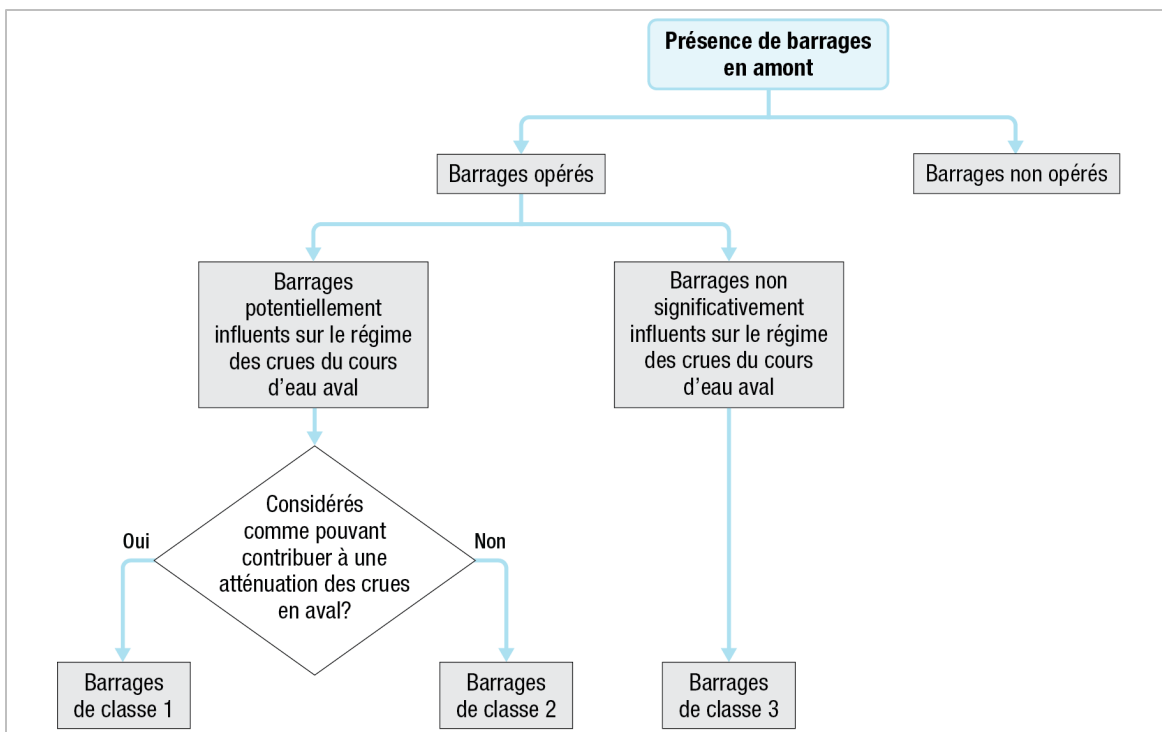 Présence de barrages
en amont
Barrages opérés
Barrages non opérés
Barrages
potentiellement
influents sur le régime
des crues du cours
d'eau aval
Barrages non
significativement
influents sur le régime
des crues du cours
d'eau aval
Considérés
comme pouvant
contribuer à une
atténuation des crues
en aval?
Oui
Non
Barrages
de classe 1
Barrages
de classe 2
Barrages
de classe 3